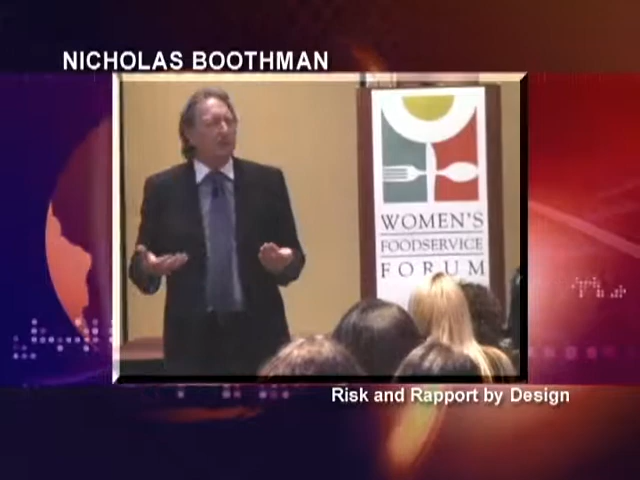 NICHOLAS BOOTHMAN
WOMEN'S
FOODSERVICE
FORUM
Risk and Rapport by Design